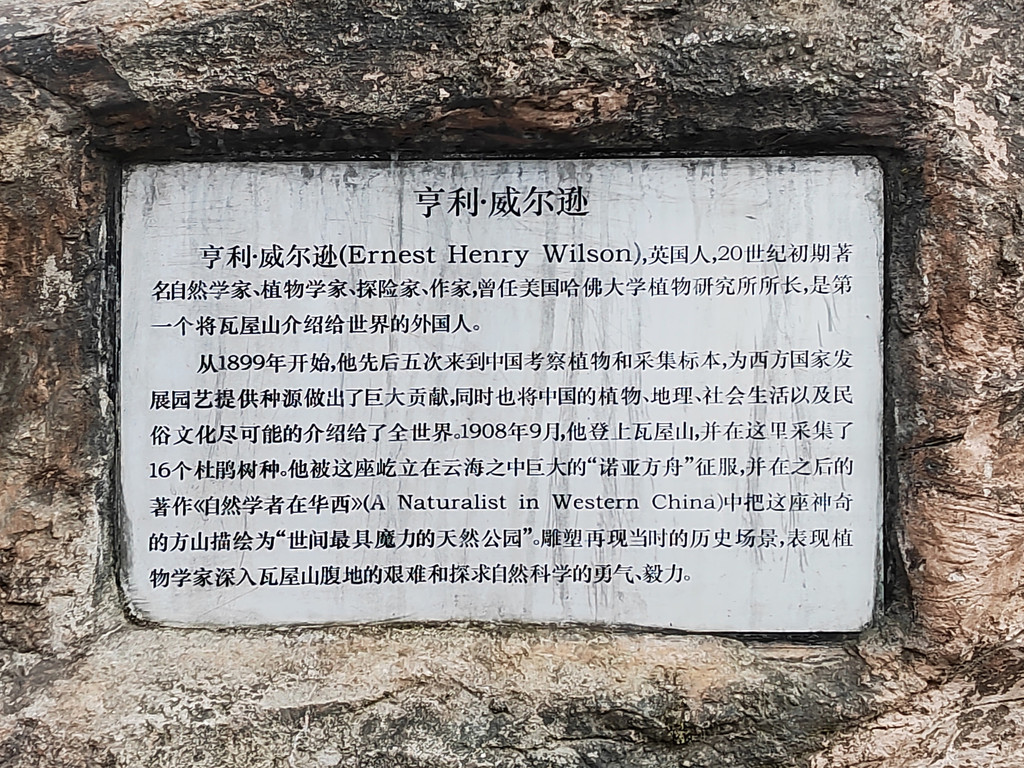 亨利·威尔逊
亨利·威尔逊(Ernest Henry Wilson),英国人,20世纪初期著
名自然学家、植物学家、探险家、作家,曾任美国哈佛大学植物研究所所长,是第
一个将瓦屋山介绍给世界的外国人。
从1899年开始,他先后五次来到中国考察植物和采集标本,为西方国家发
展园艺提供种源做出了巨大贡献,同时也将中国的植物、地理、社会生活以及民
俗文化尽可能的介绍给了全世界。1908年9月,他登上瓦屋山,并在这里采集了
16个杜鹃树种。他被这座屹立在云海之中巨大的“诺亚方舟”征服,并在之后的
著作《自然学者在华西》(A Naturalist in Western China)中把这座神奇
的方山描绘为“世间最具魔力的天然公园”。雕塑再现当时的历史场景,表现植
物学家深入瓦屋山腹地的艰难和探求自然科学的勇气、毅力。